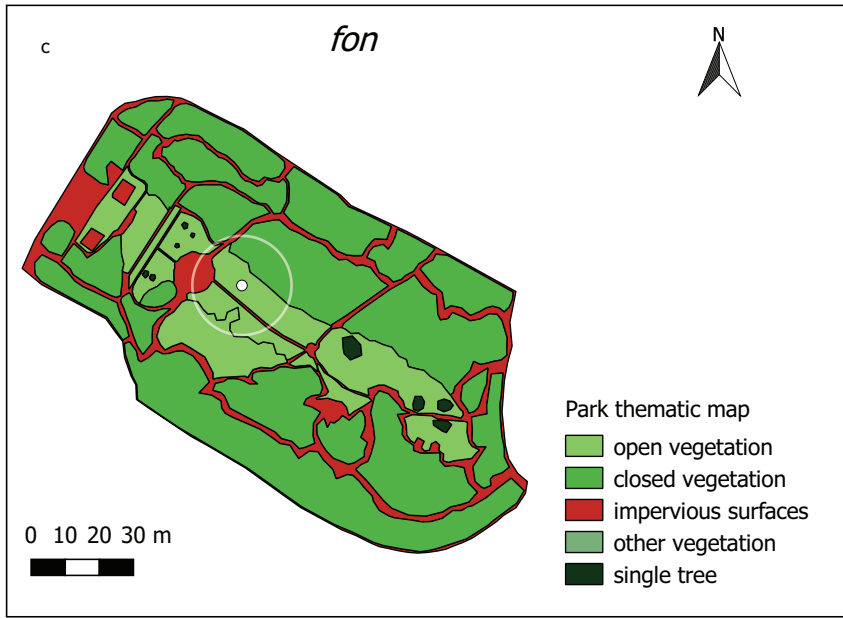 c
fon
N
Park thematic map
open vegetation
closed vegetation
impervious surfaces
other vegetation
single tree
0 10 20 30 m